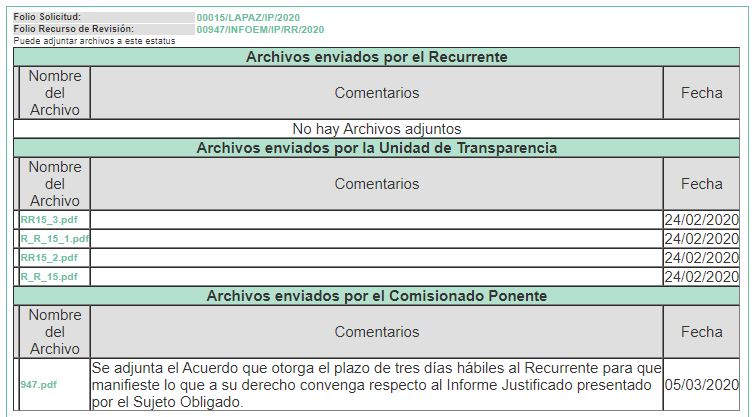 Folio Solicitud: 00015/LAPAZ/IP/2020
Folio Recurso de Revisión: 00947/INFOEM/IP/RR/2020
Puede adjuntar archivos a este estatus
Archivos enviados por el Recurrente
Nombre del Archivo Comentarios Fecha
No hay Archivos adjuntos
Archivos enviados por la Unidad de Transparencia
Nombre del Archivo Comentarios Fecha
RR15_3.pdf 24/02/2020
R_R_15_1.pdf 24/02/2020
RR15_2.pdf 24/02/2020
R_R_15.pdf 24/02/2020
Archivos enviados por el Comisionado Ponente
Nombre del Archivo Comentarios Fecha
Se adjunta el Acuerdo que otorga el plazo de tres días hábiles al Recurrente para que
947.pdf manifieste lo que a su derecho convenga respecto al Informe Justificado presentado 05/03/2020
por el Sujeto Obligado.